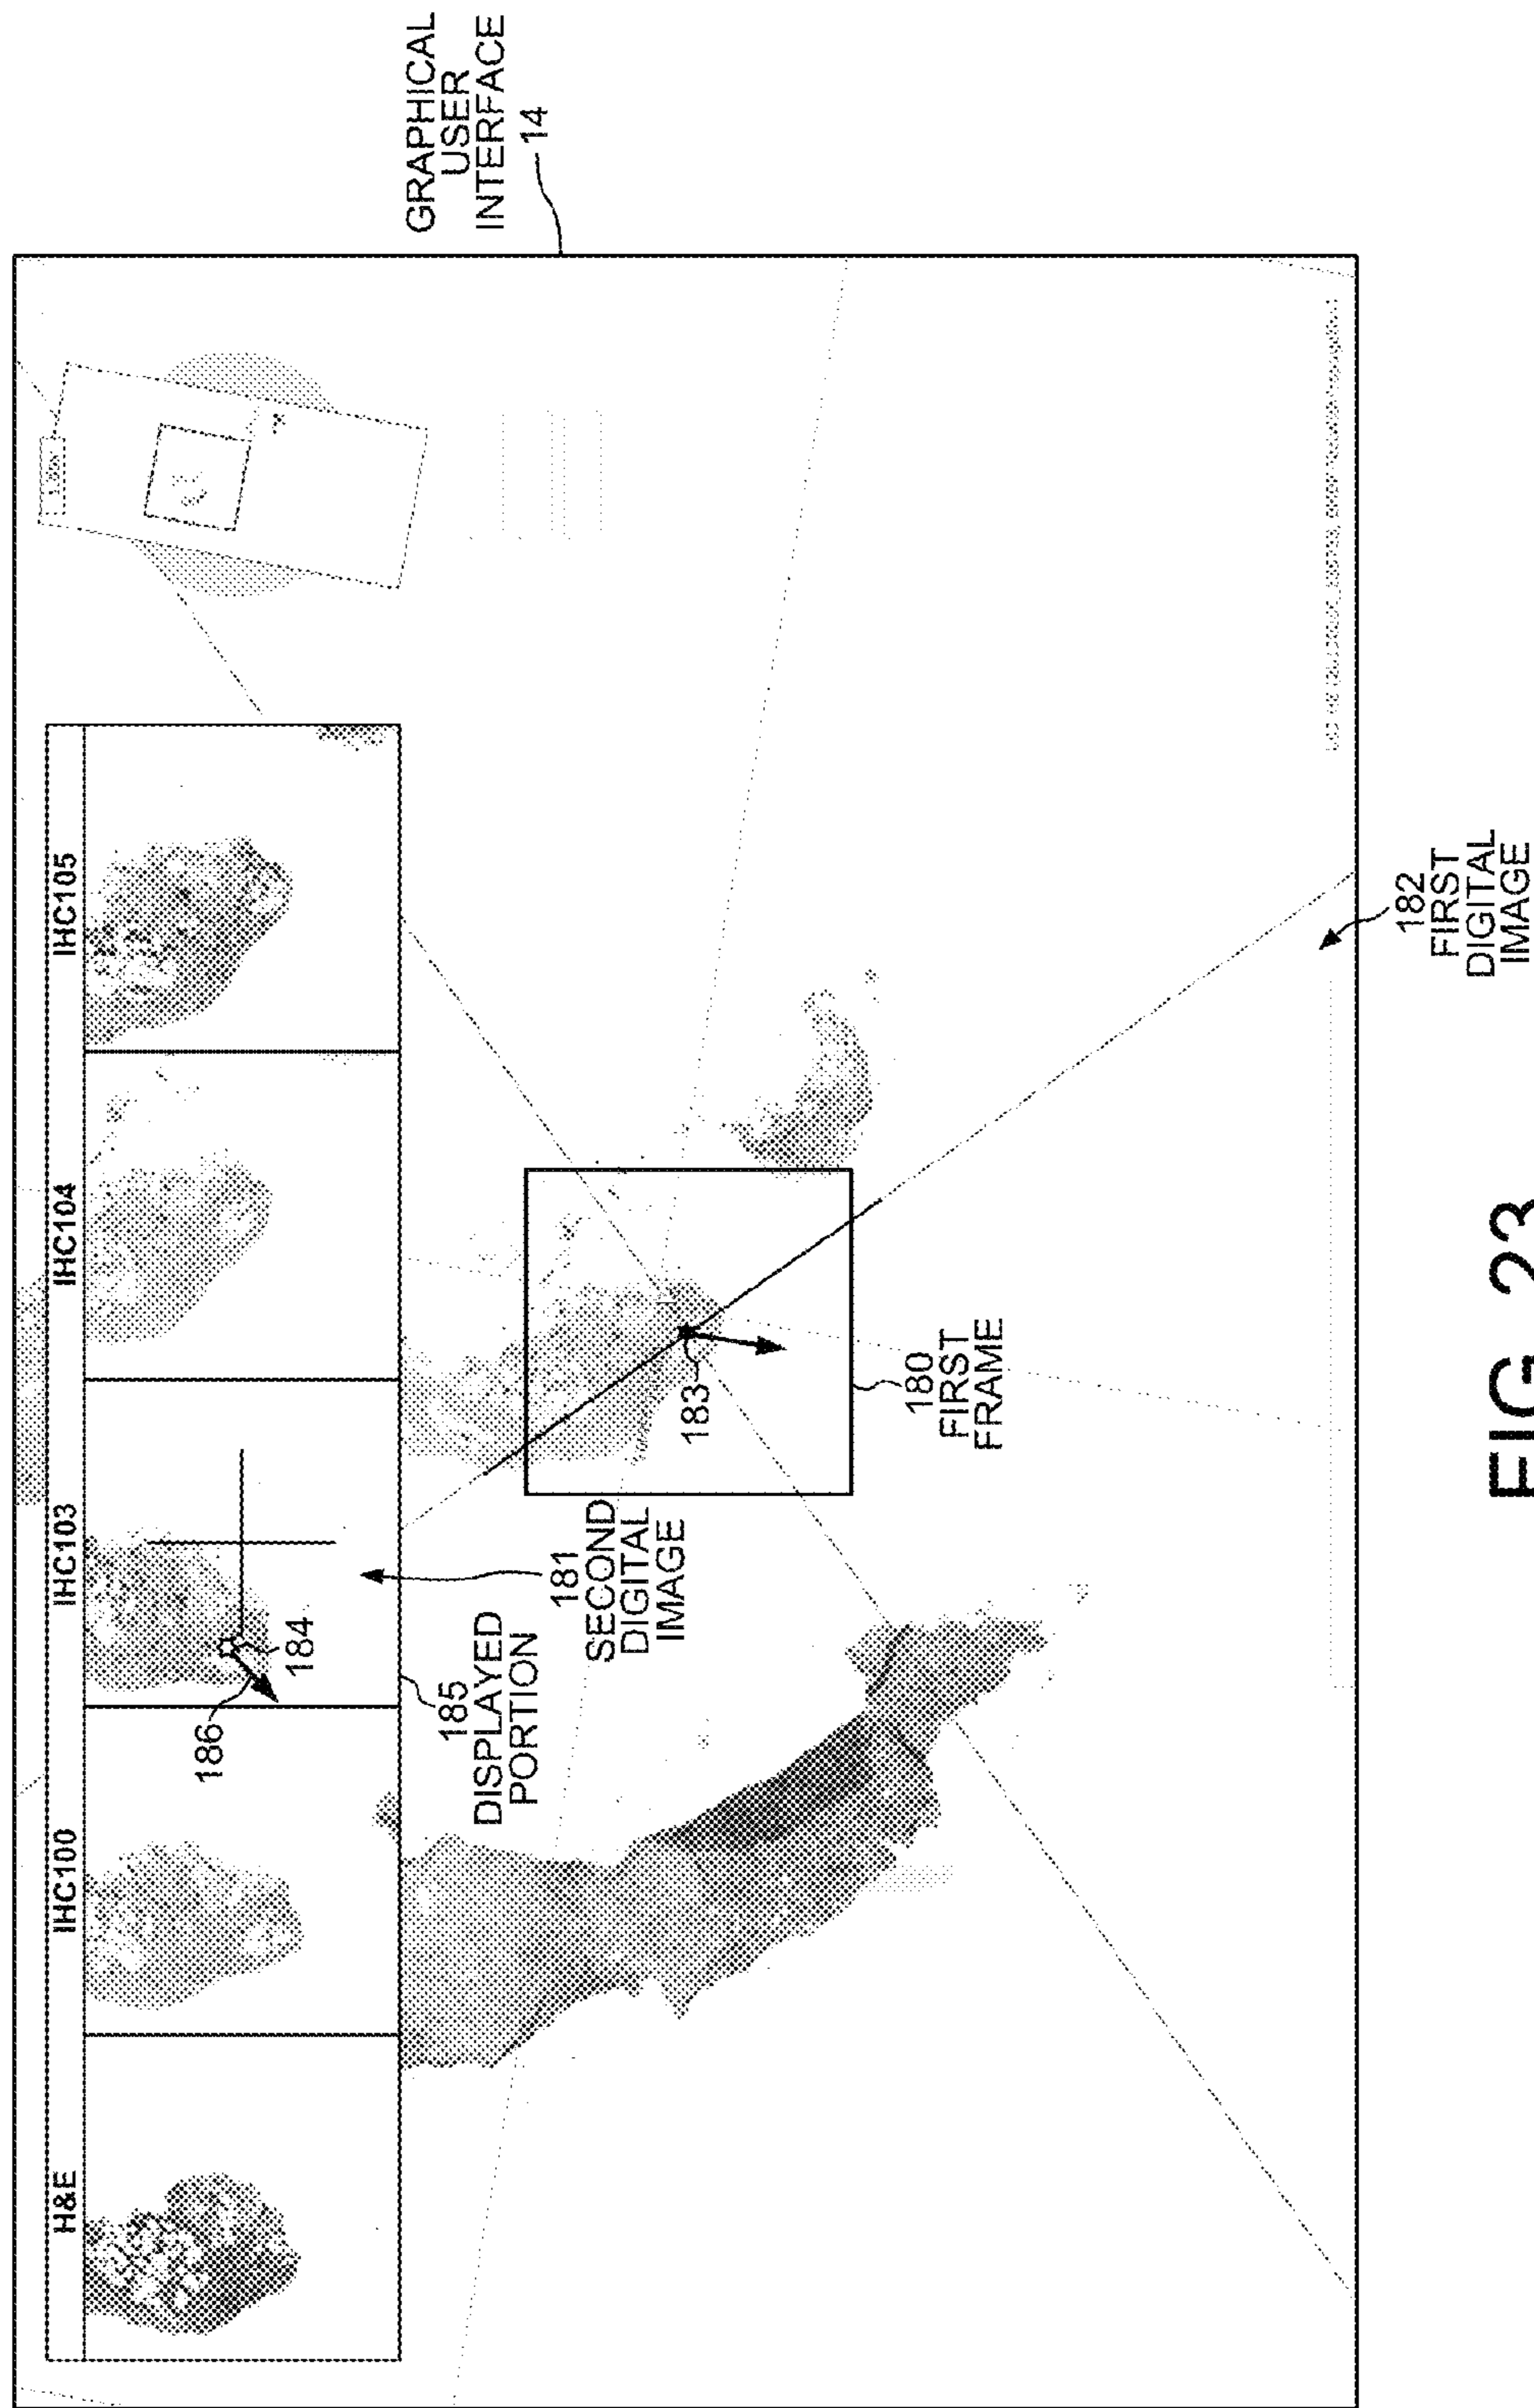 GRAPHICAL
USER
INTERFACE
14
H&E
IHC100
IHC103
IHC104
IHC105
186
184
185
DISPLAYED
PORTION
181
SECOND
DIGITAL
IMAGE
183
180
FIRST
FRAME
182
FIRST
DIGITAL
IMAGE
FIG. 23